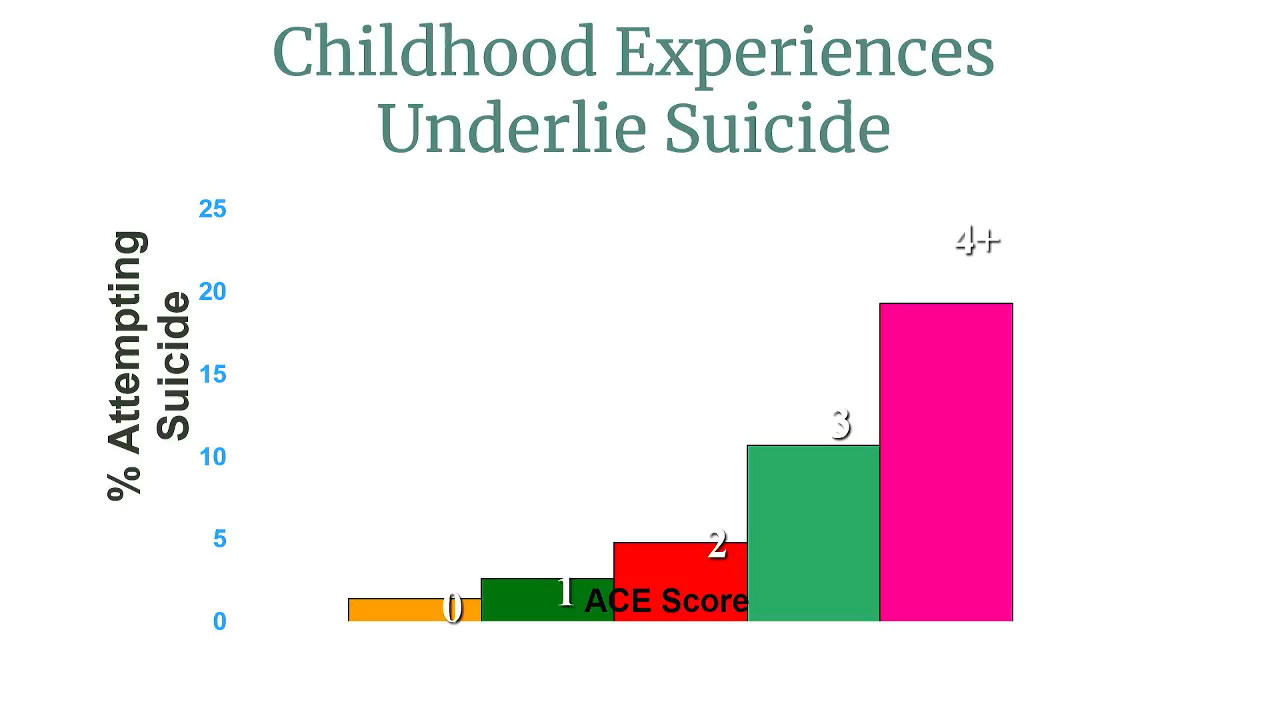 Childhood Experiences
Underlie Suicide
% Attempting
Suicide
25
20
15
10
5
0
4+
3
2
1
0
ACE Score